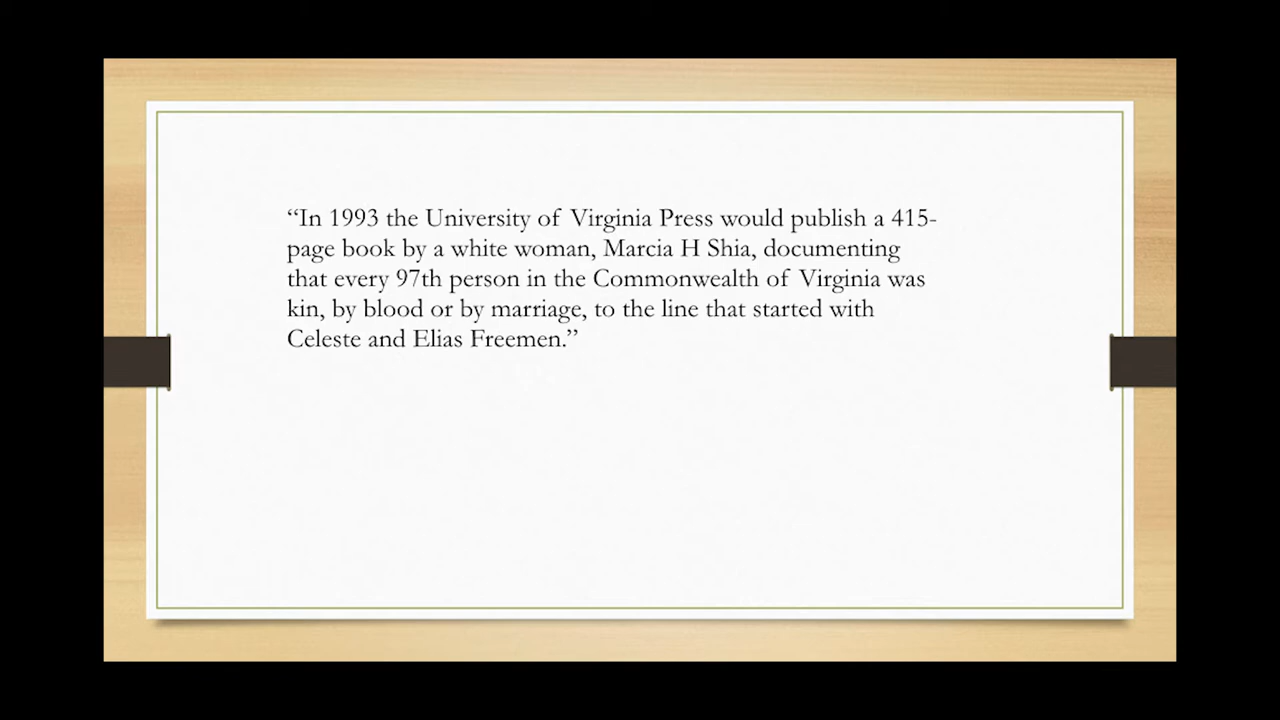 “In 1993 the University of Virginia Press would publish a 415-
page book by a white woman, Marcia H Shia, documenting
that every 97th person in the Commonwealth of Virginia was
kin, by blood or by marriage, to the line that started with
Celeste and Elias Freemen.”